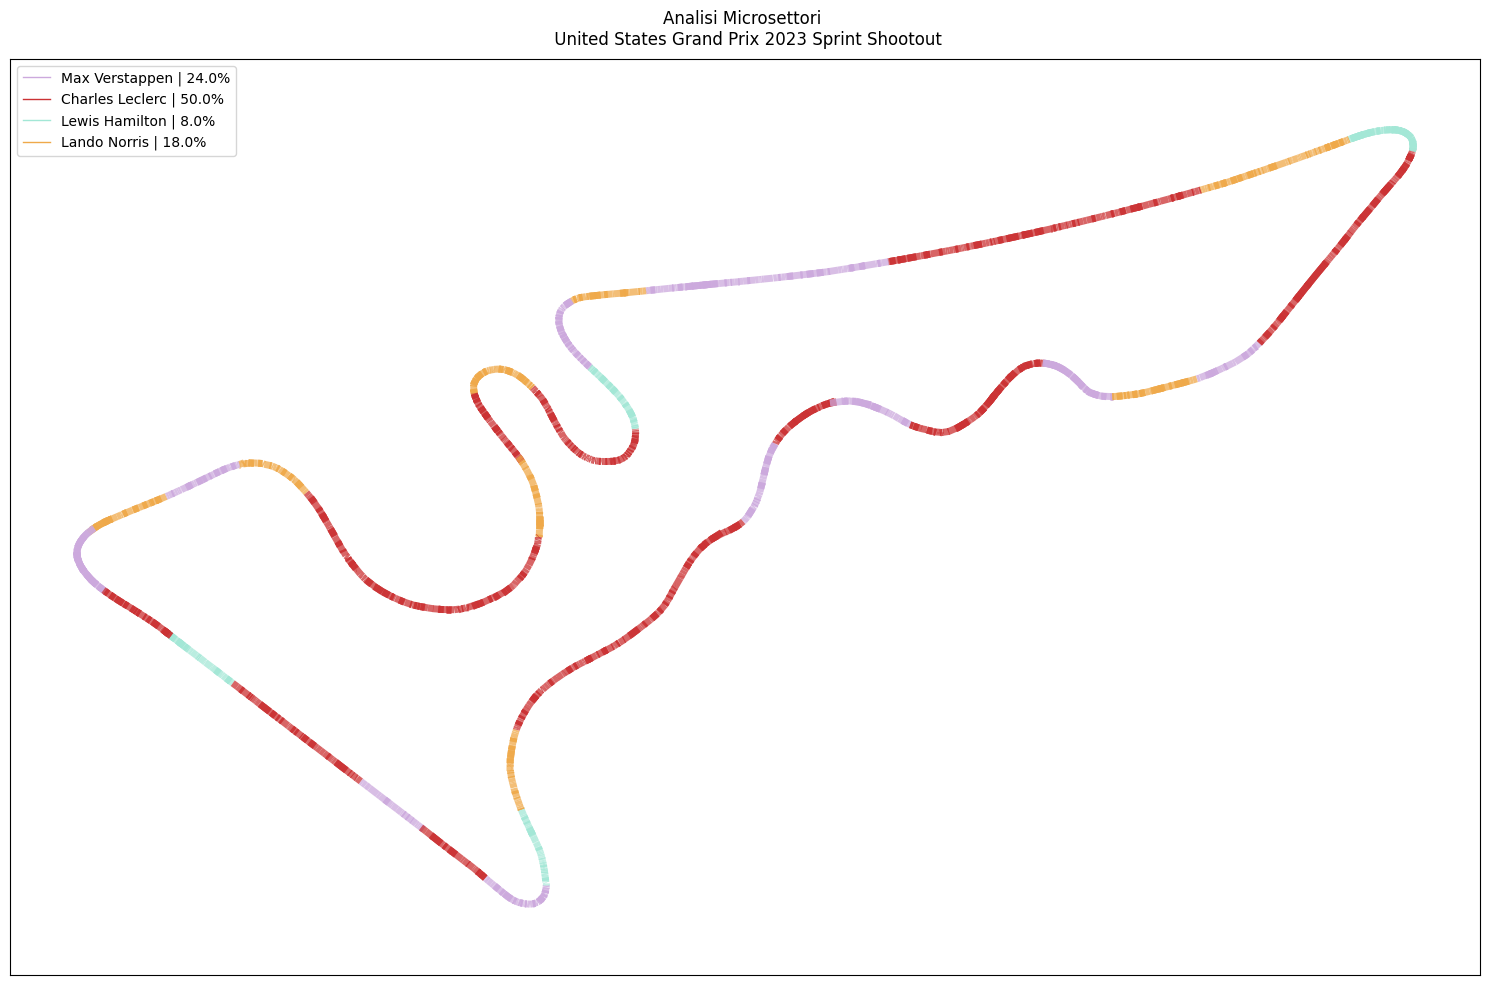 Analisi Microsettori
United States Grand Prix 2023 Sprint Shootout
Max Verstappen | 24.0%
Charles Leclerc | 50.0%
Lewis Hamilton | 8.0%
Lando Norris | 18.0%